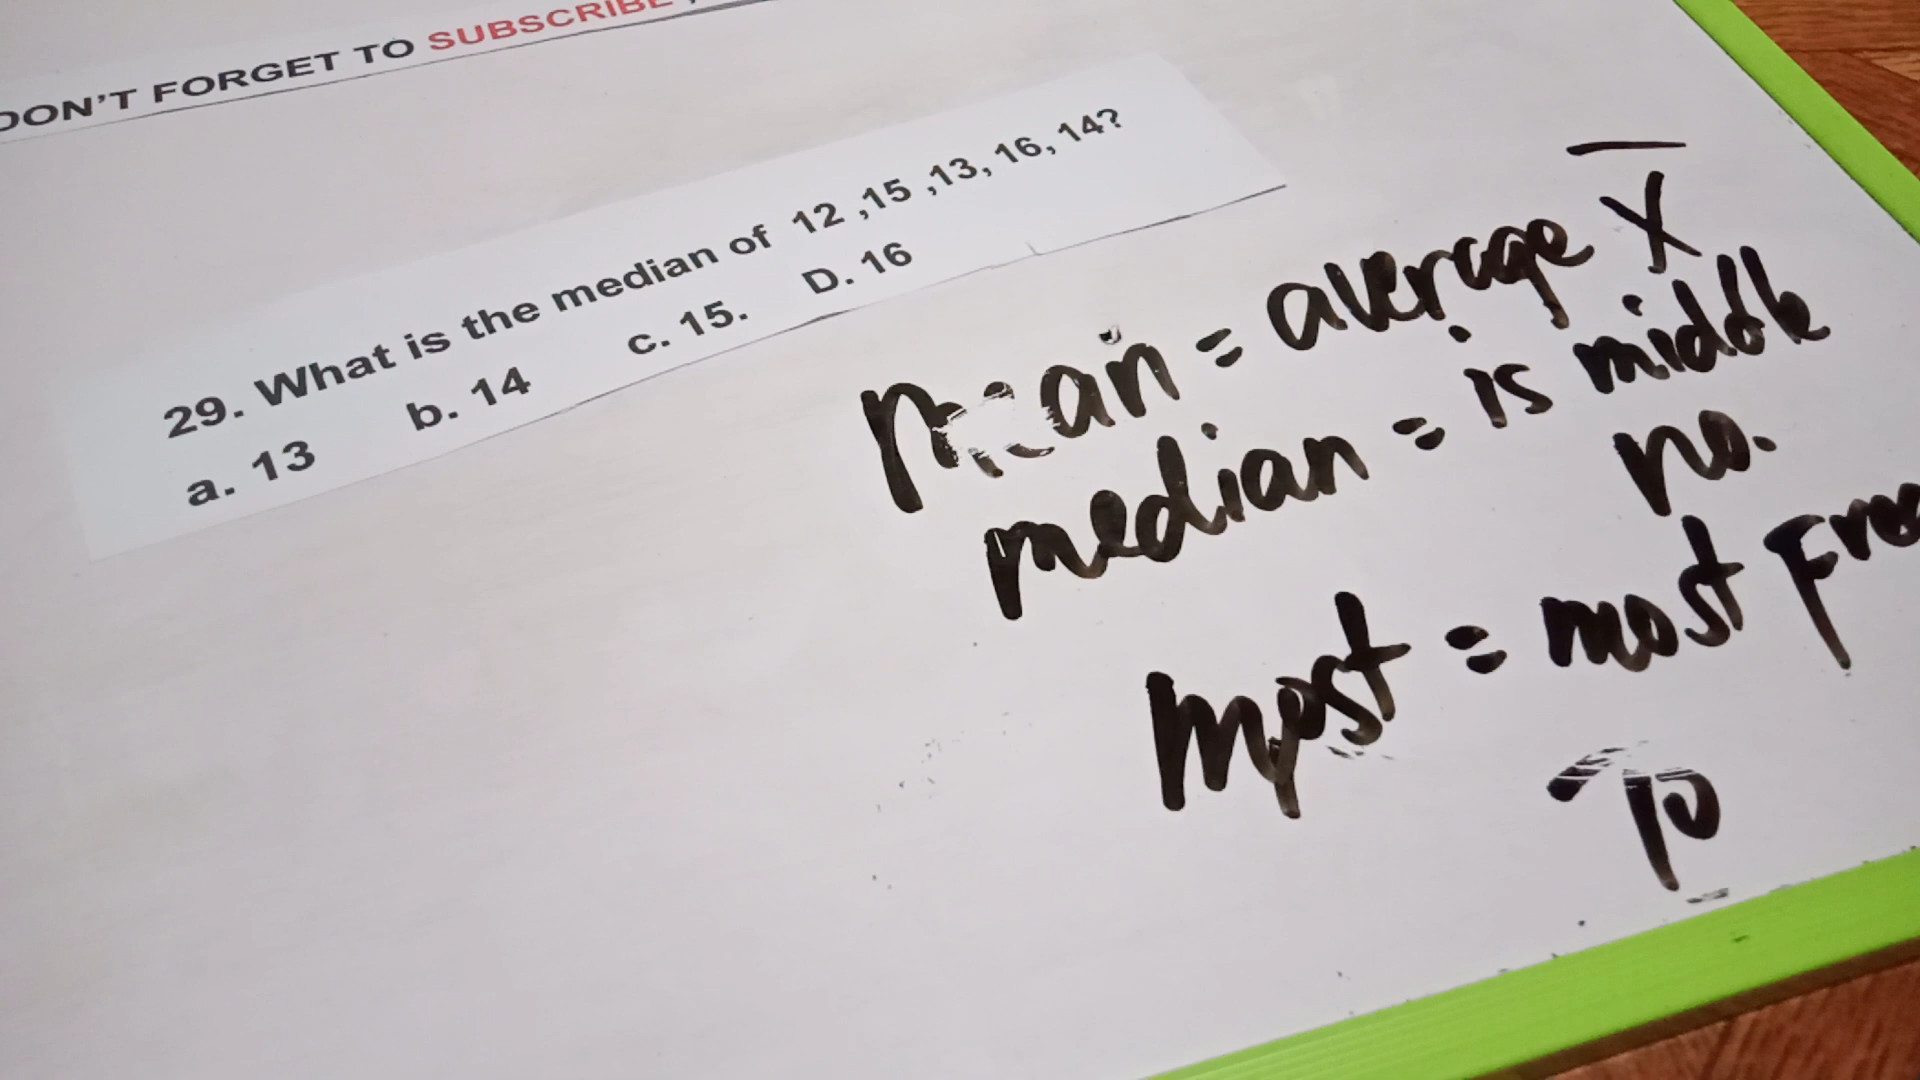 DON'T FORGET TO SUBSCRIBE
29. What is the median of 12 ,15 ,13, 16, 14?
a. 13 b. 14 c. 15. D. 16
mean = average X
median = is middle
no.
most = most